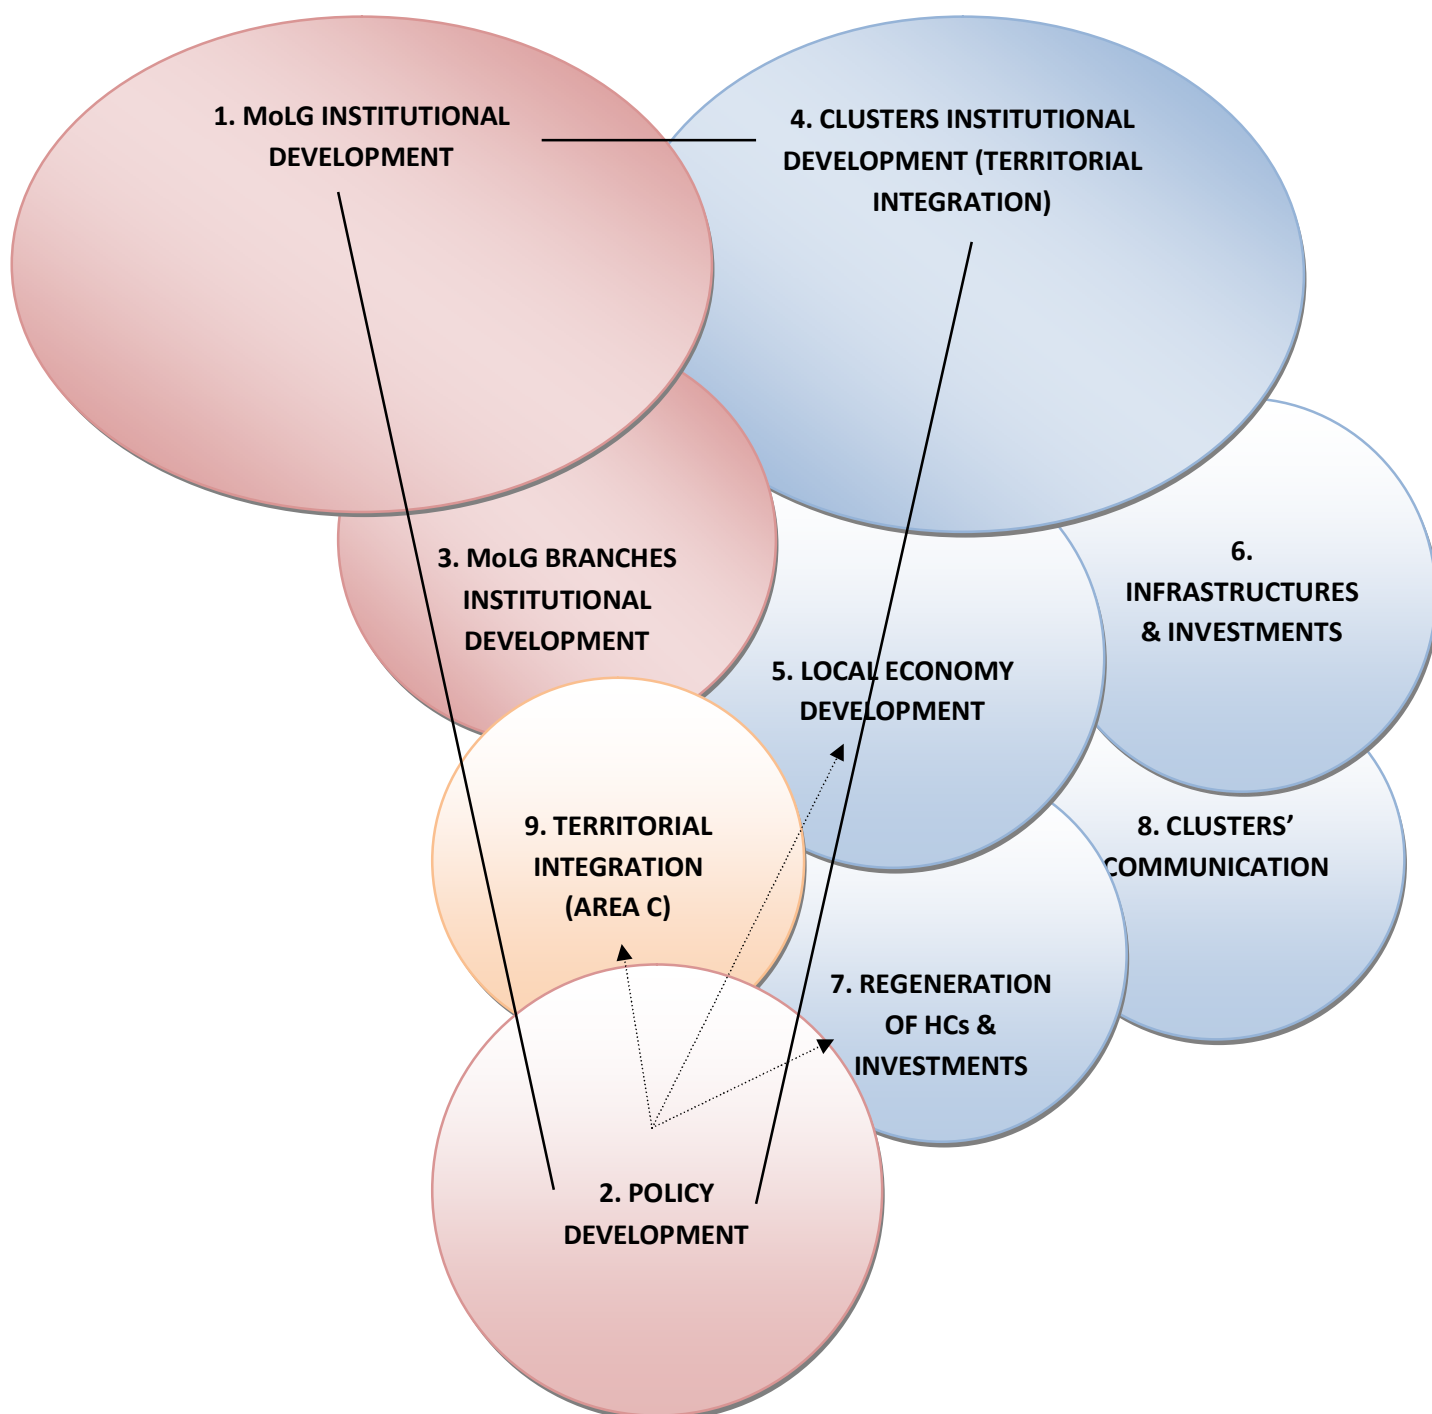 1. MoLG INSTITUTIONAL
DEVELOPMENT
4. CLUSTERS INSTITUTIONAL
DEVELOPMENT (TERRITORIAL
INTEGRATION)
3. MoLG BRANCHES
INSTITUTIONAL
DEVELOPMENT
6.
INFRASTRUCTURES
& INVESTMENTS
5. LOCAL ECONOMY
DEVELOPMENT
9. TERRITORIAL
INTEGRATION
(AREA C)
8. CLUSTERS’
COMMUNICATION
7. REGENERATION
OF HCs &
INVESTMENTS
2. POLICY
DEVELOPMENT